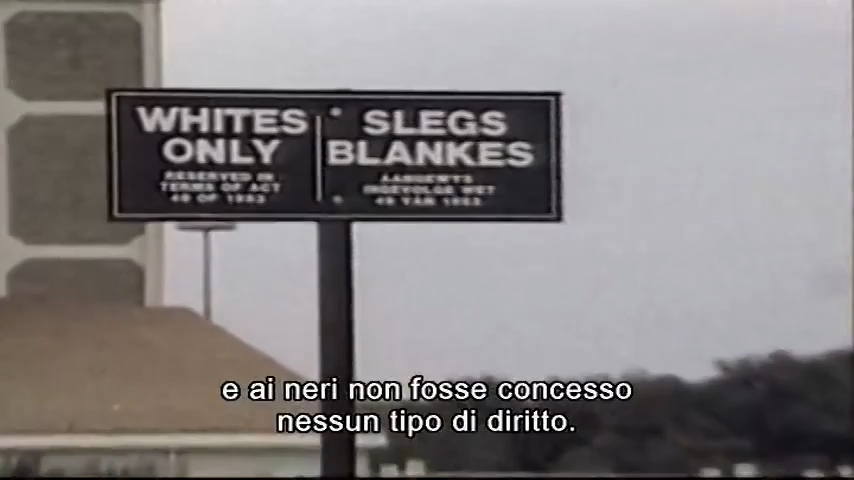 WHITES
ONLY
RESERVED IN
TERMS OF ACT
49 OF 1953
SLEGS
BLANKES
AANGEWYS
INGEVOLGE WET
49 VAN 1953
e ai neri non fosse concesso
nessun tipo di diritto.